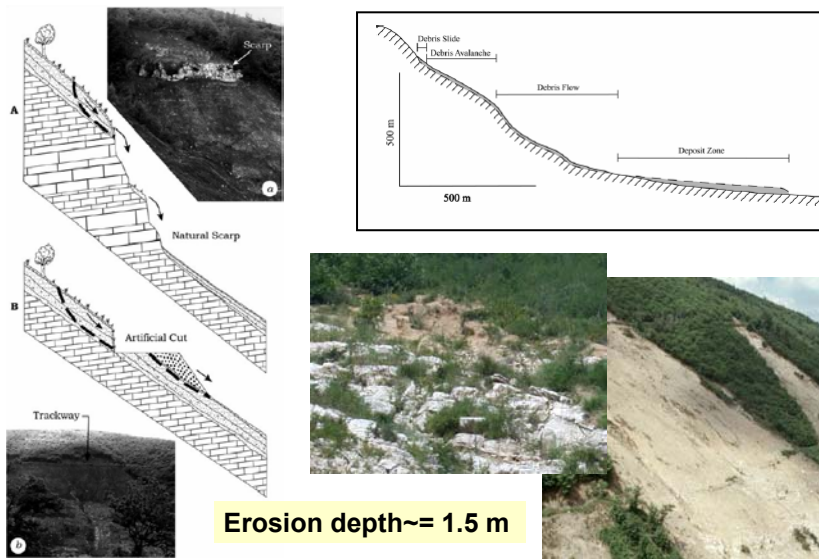 A
Scarp
a
Natural Scarp
B
Artificial Cut
Trackway
b
Debris Slide
Debris Avalanche
Debris Flow
Deposit Zone
500 m
500 m
Erosion depth~= 1.5 m